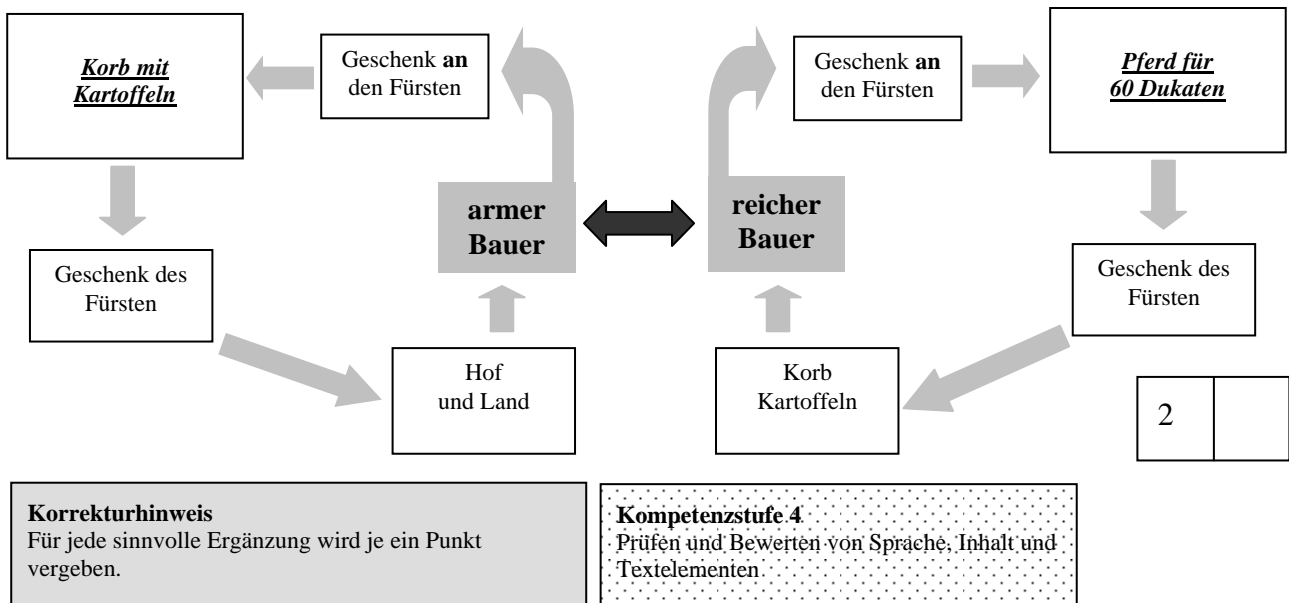 Korb mit
Kartoffeln
Geschenk an
den Fürsten
Geschenk an
den Fürsten
Pferd für
60 Dukaten
armer
Bauer
reicher
Bauer
Geschenk des
Fürsten
Geschenk des
Fürsten
Hof
und Land
Korb
Kartoffeln
2
Korrekturhinweis
Für jede sinnvolle Ergänzung wird je ein Punkt
vergeben.
Kompetenzstufe 4
Prüfen und Bewerten von Sprache, Inhalt und
Textelementen